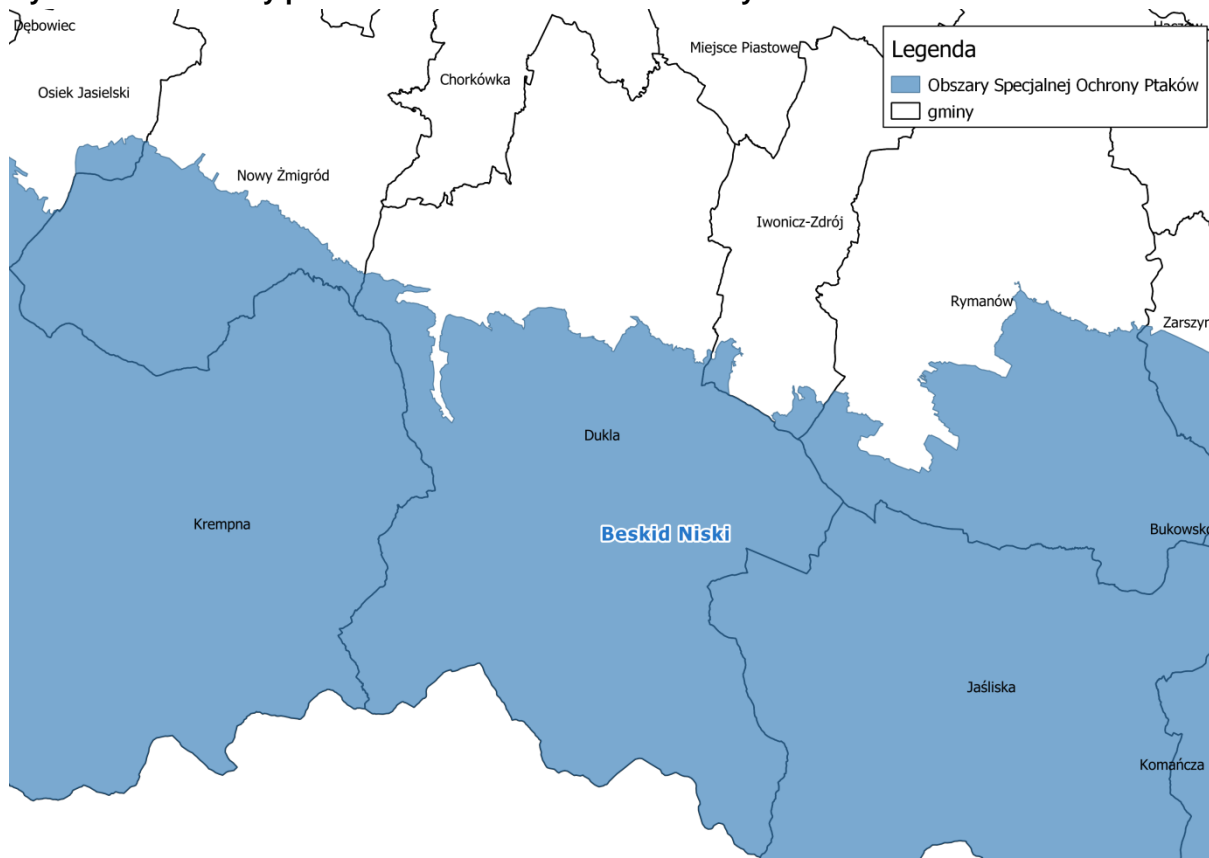 Dębowiec
Miejsce Piastowe
Legenda
Obszary Specjalnej Ochrony Ptaków
gminy
Chorkówka
Osiek Jasielski
Nowy Żmigród
Iwonicz-Zdrój
Rymanów
Zarszyn
Dukla
Krempna
Beskid Niski
Bukowsko
Jaśliska
Komańcza